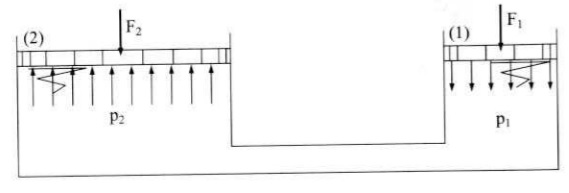 (2)
F₂
(1)
F₁
p₂
p₁